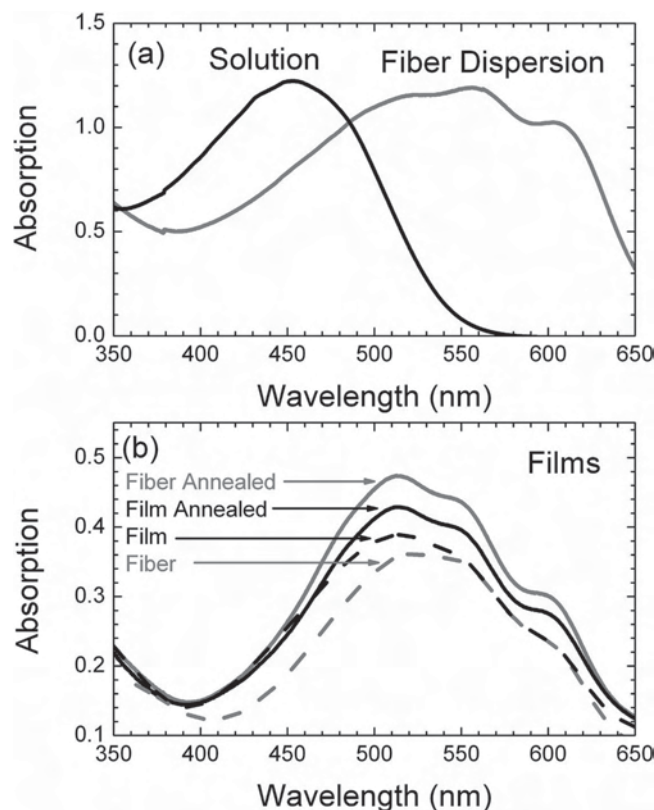 (a) Solution Fiber Dispersion
1.5
1.0
0.5
0.0
Absorption
350 400 450 500 550 600 650
Wavelength (nm)
(b) Films
Fiber Annealed
Film Annealed
Film
Fiber
0.5
0.4
0.3
0.2
0.1
Absorption
350 400 450 500 550 600 650
Wavelength (nm)